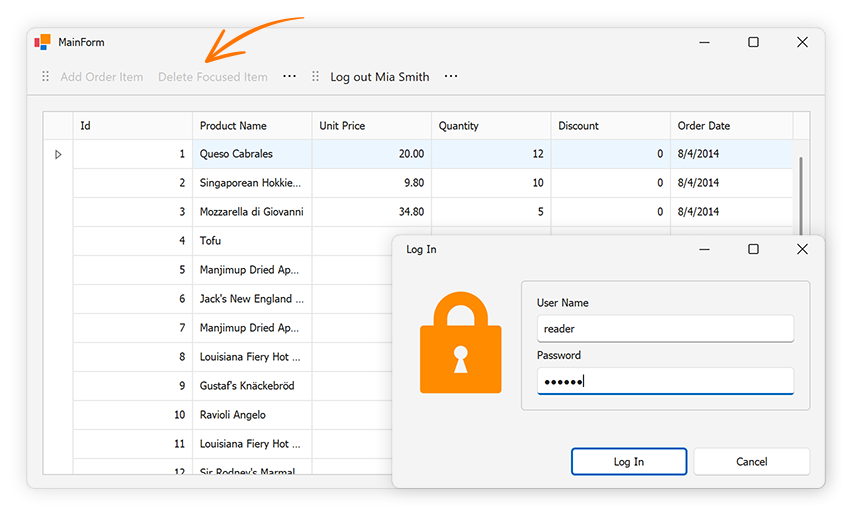 MainForm
Add Order Item Delete Focused Item ··· Log out Mia Smith ···
Id Product Name Unit Price Quantity Discount Order Date
1 Queso Cabrales 20.00 12 0 8/4/2014
2 Singaporean Hokkie... 9.80 10 0 8/4/2014
3 Mozzarella di Giovanni 34.80 5 0 8/4/2014
4 Tofu
5 Manjimup Dried Ap...
6 Jack's New England ...
7 Manjimup Dried Ap...
8 Louisiana Fiery Hot ...
9 Gustaf's Knäckebröd
10 Ravioli Angelo
11 Louisiana Fiery Hot ...
12 Sir Rodney's Marmal
Log In
User Name
reader
Password
••••••
Log In Cancel